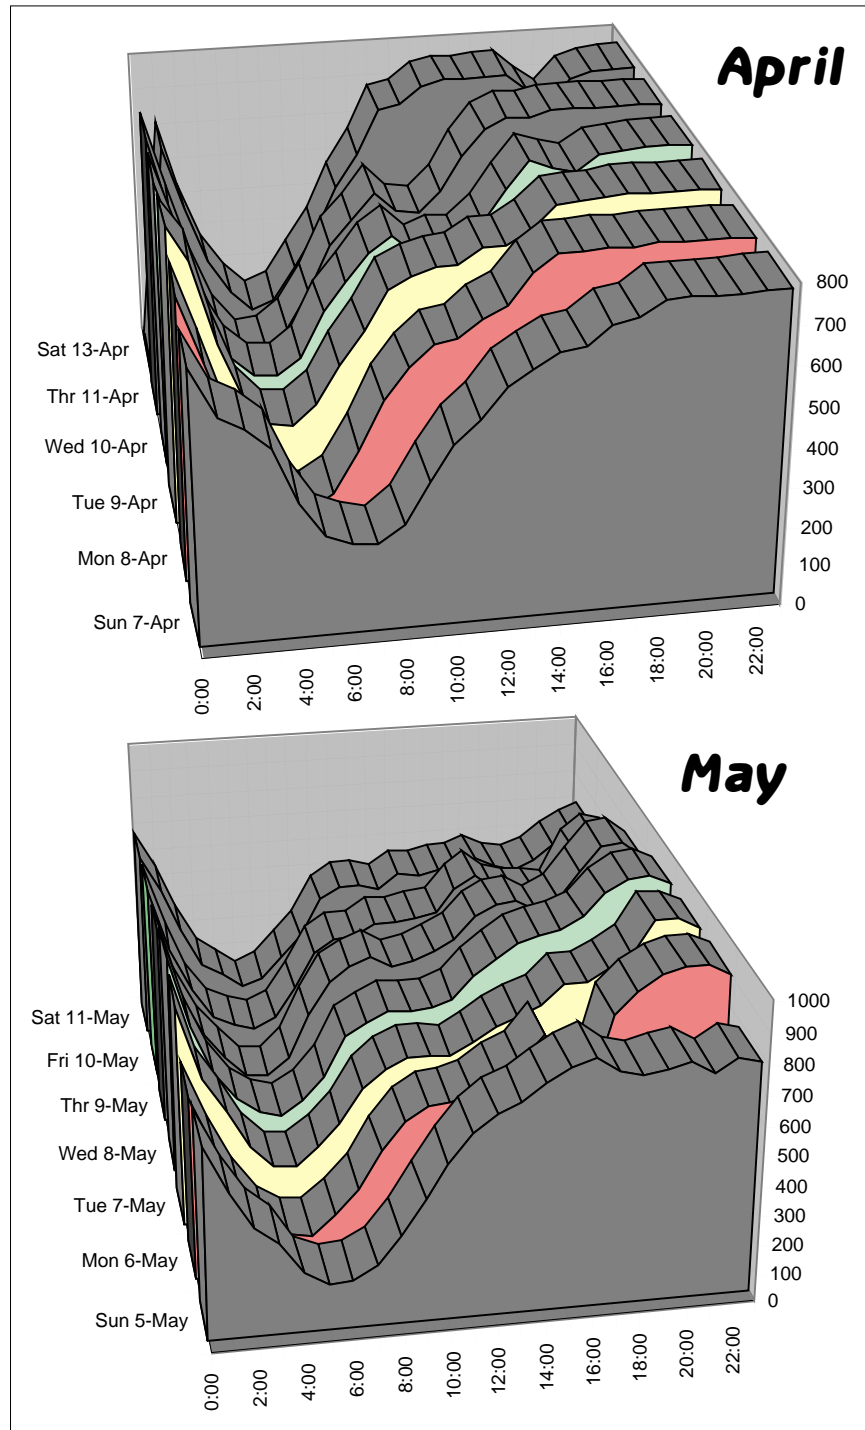 April
Sat 13-Apr
Thr 11-Apr
Wed 10-Apr
Tue 9-Apr
Mon 8-Apr
Sun 7-Apr
800
700
600
500
400
300
200
100
0
0:00
2:00
4:00
6:00
8:00
10:00
12:00
14:00
16:00
18:00
20:00
22:00
May
Sat 11-May
Fri 10-May
Thr 9-May
Wed 8-May
Tue 7-May
Mon 6-May
Sun 5-May
1000
900
800
700
600
500
400
300
200
100
0
0:00
2:00
4:00
6:00
8:00
10:00
12:00
14:00
16:00
18:00
20:00
22:00